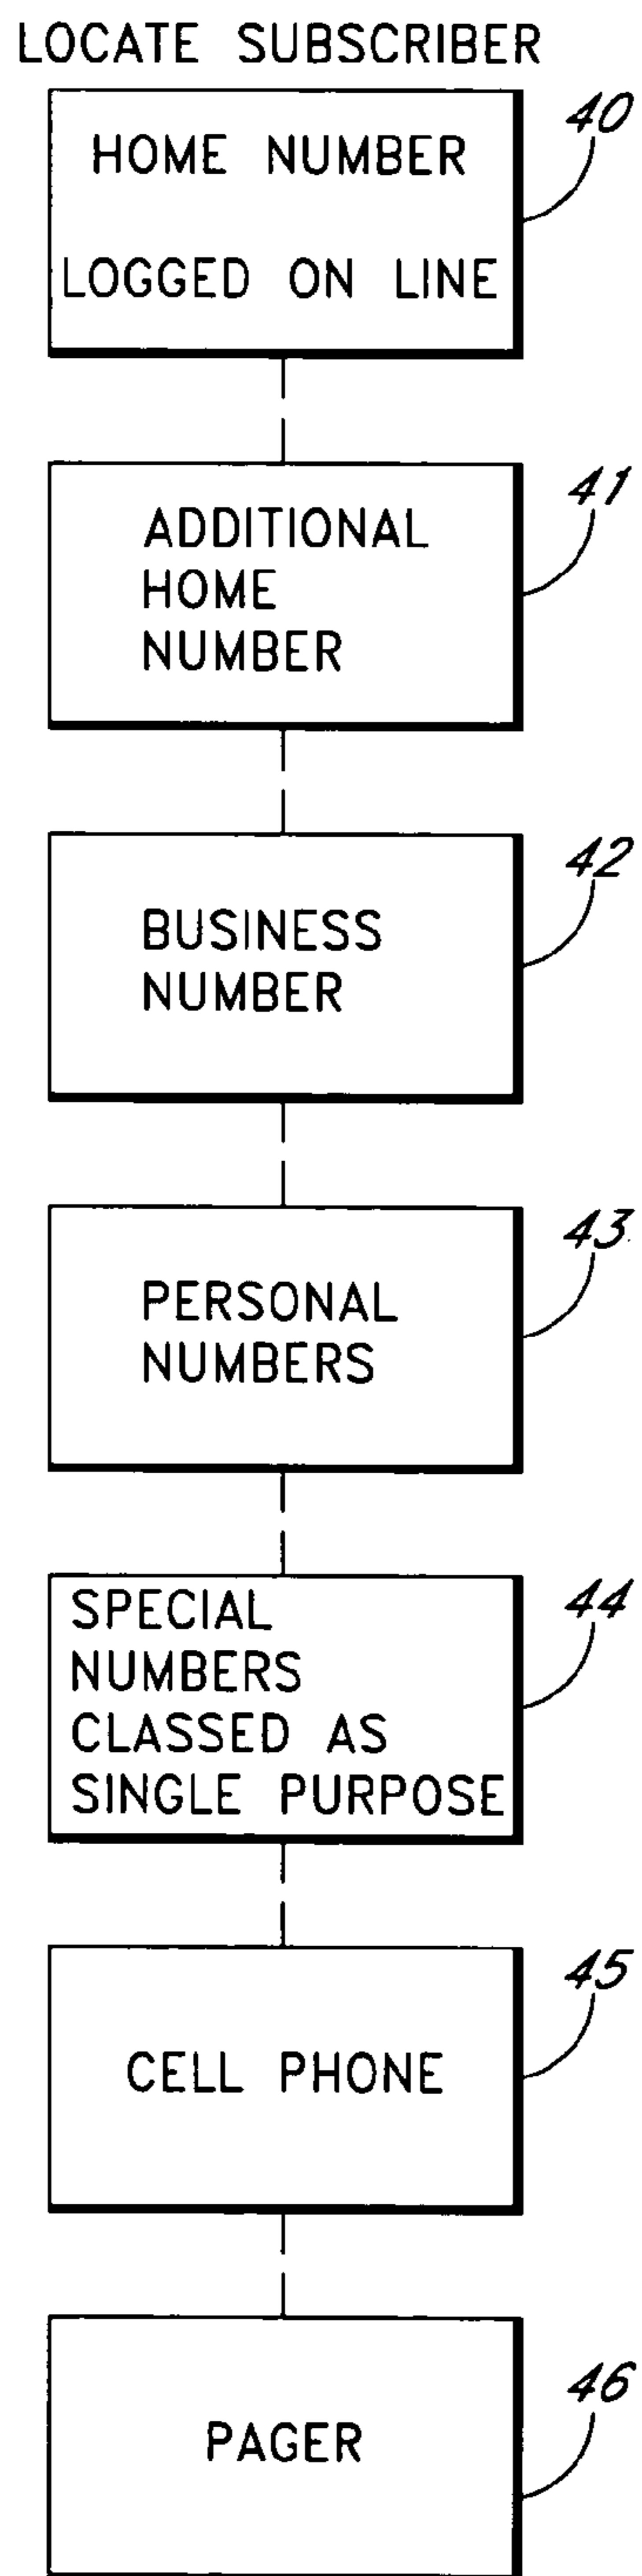 LOCATE SUBSCRIBER
40
HOME NUMBER
LOGGED ON LINE
41
ADDITIONAL
HOME
NUMBER
42
BUSINESS
NUMBER
43
PERSONAL
NUMBERS
44
SPECIAL
NUMBERS
CLASSED AS
SINGLE PURPOSE
45
CELL PHONE
46
PAGER